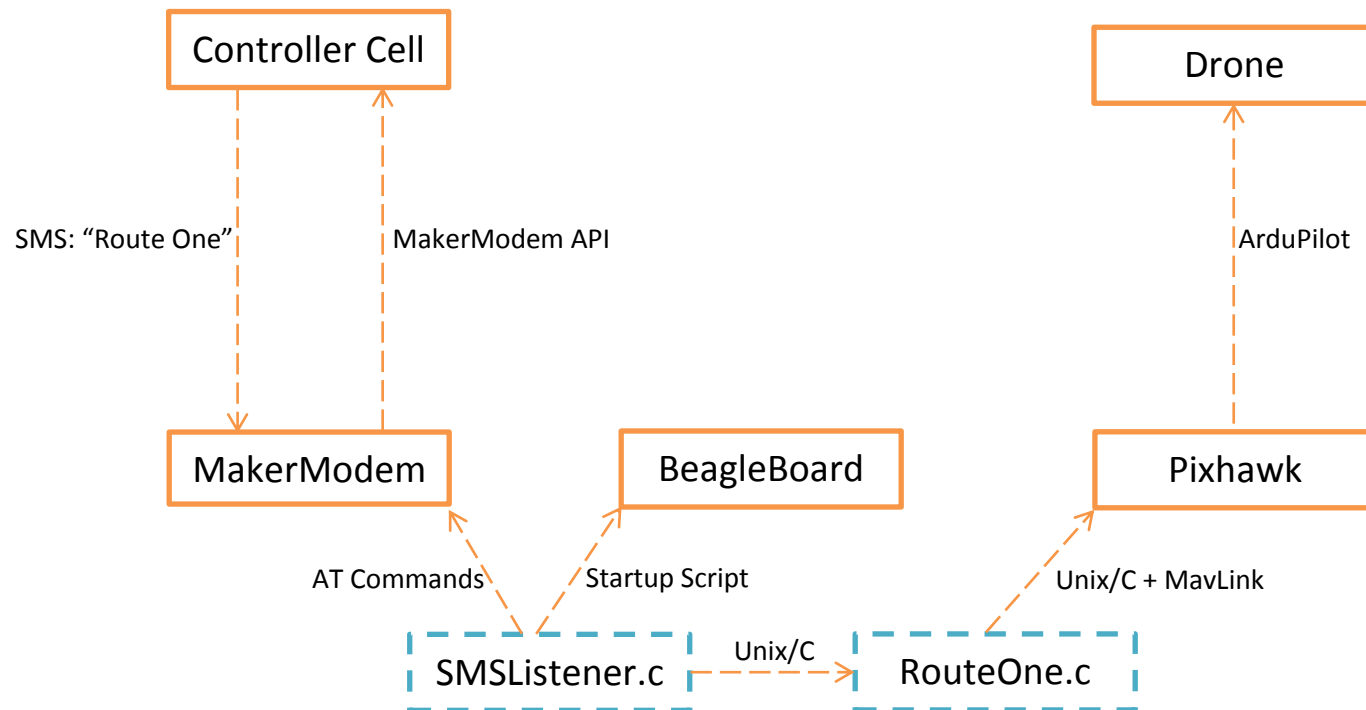 Controller Cell
Drone
SMS: “Route One”
MakerModem API
ArduPilot
MakerModem
BeagleBoard
Pixhawk
AT Commands
Startup Script
Unix/C + MavLink
SMSListener.c
Unix/C
RouteOne.c